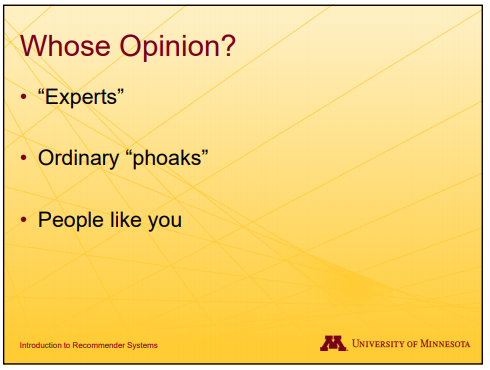 Whose Opinion?
• “Experts”
• Ordinary “phoaks”
• People like you
Introduction to Recommender Systems
M UNIVERSITY OF MINNESOTA